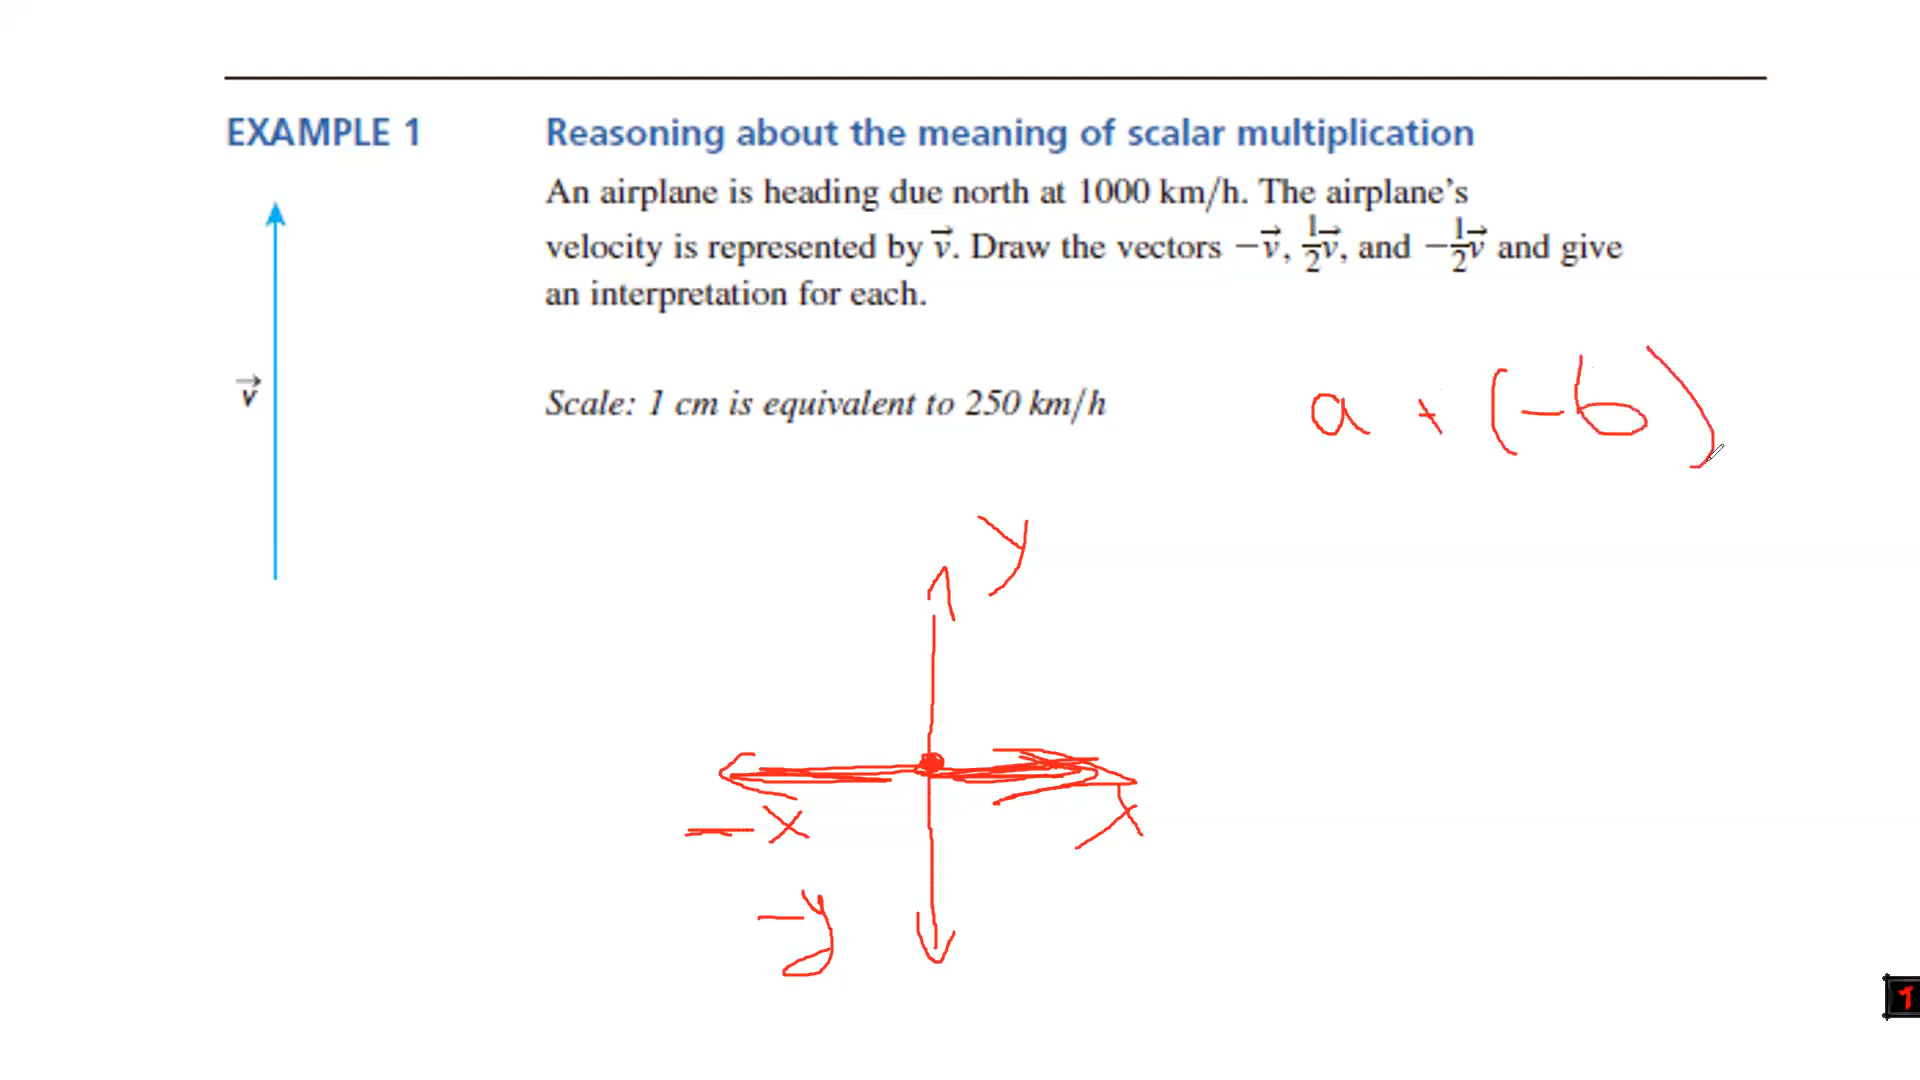 EXAMPLE 1 Reasoning about the meaning of scalar multiplication
An airplane is heading due north at 1000 km/h. The airplane's
velocity is represented by v⃗. Draw the vectors −v⃗, ½v⃗, and −½v⃗ and give
an interpretation for each.
v⃗
Scale: 1 cm is equivalent to 250 km/h
a + (-b)
y
-x
x
-y
1